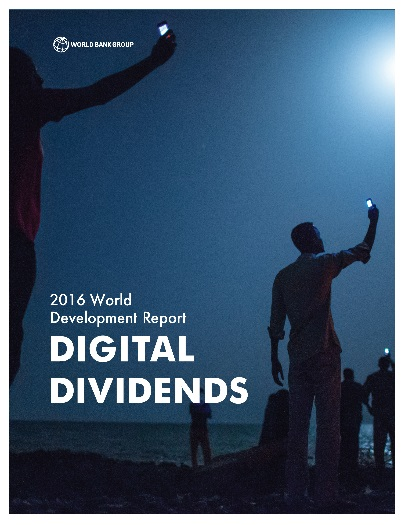 WORLD BANK GROUP
2016 World
Development Report
DIGITAL
DIVIDENDS